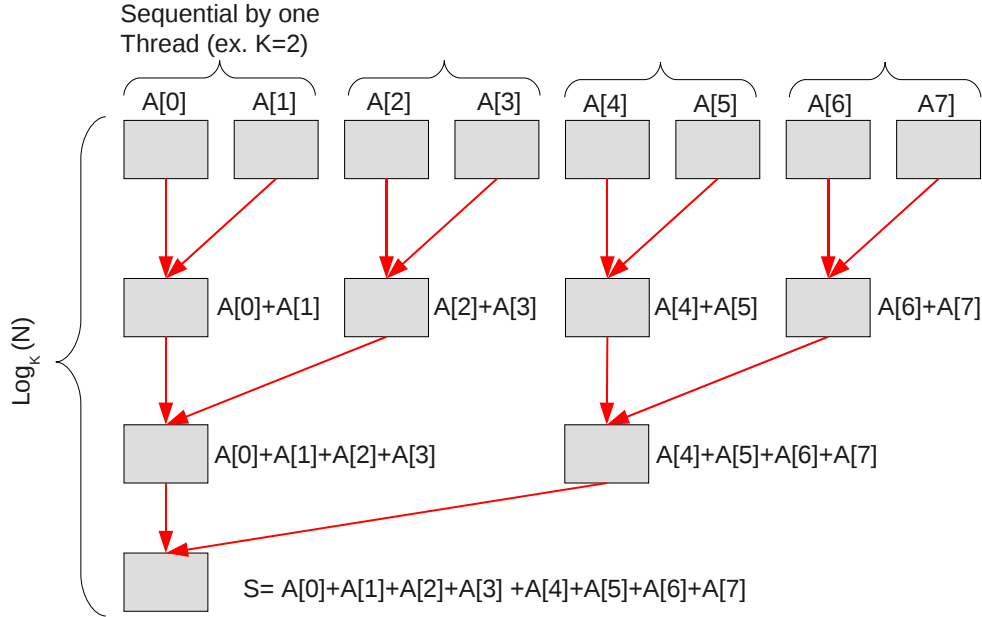 Sequential by one
Thread (ex. K=2)
A[0] A[1] A[2] A[3] A[4] A[5] A[6] A7]
A[0]+A[1] A[2]+A[3] A[4]+A[5] A[6]+A[7]
Log_K (N)
A[0]+A[1]+A[2]+A[3] A[4]+A[5]+A[6]+A[7]
S= A[0]+A[1]+A[2]+A[3] +A[4]+A[5]+A[6]+A[7]